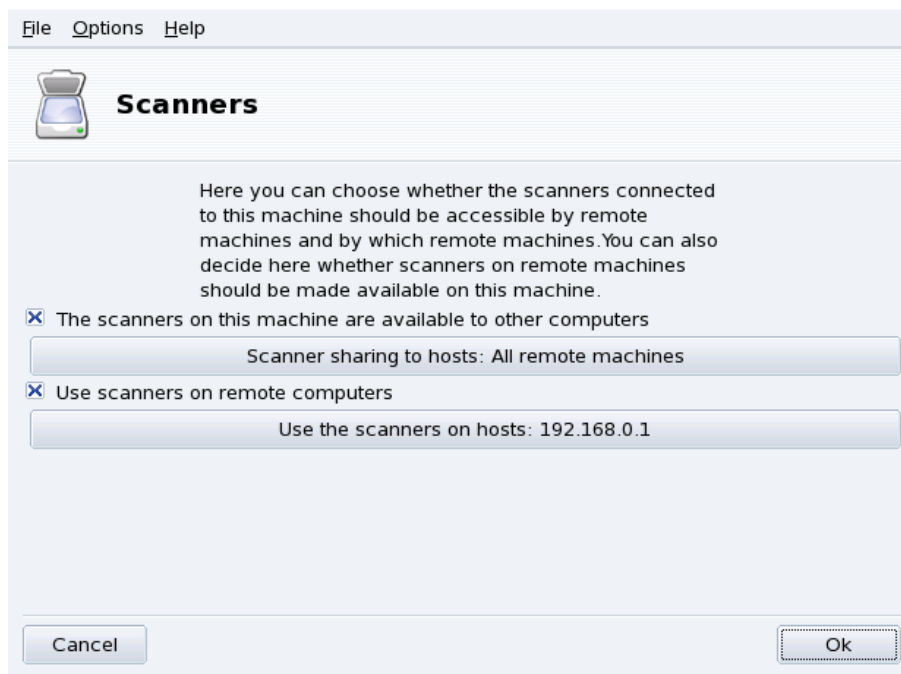 File Options Help
Scanners
Here you can choose whether the scanners connected
to this machine should be accessible by remote
machines and by which remote machines.You can also
decide here whether scanners on remote machines
should be made available on this machine.
The scanners on this machine are available to other computers
Scanner sharing to hosts: All remote machines
Use scanners on remote computers
Use the scanners on hosts: 192.168.0.1
Cancel Ok